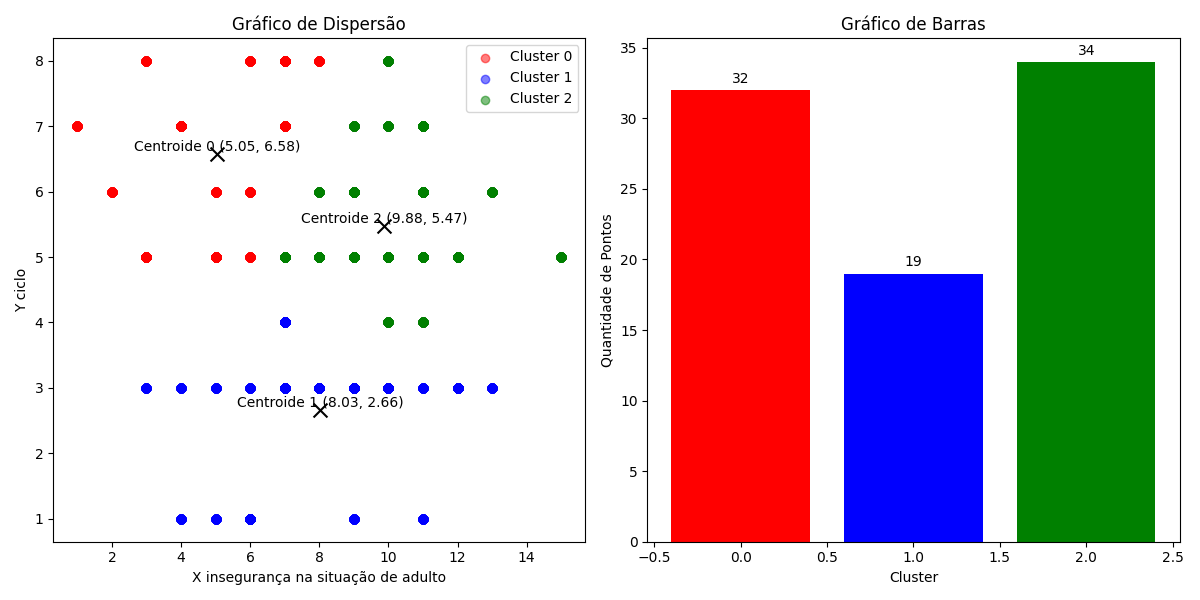 Gráfico de Dispersão
Cluster 0
Cluster 1
Cluster 2
Centroide 0 (5.05, 6.58)
Centroide 2 (9.88, 5.47)
Centroide 1 (8.03, 2.66)
8
7
6
5
4
3
2
1
Y ciclo
2 4 6 8 10 12 14
X insegurança na situação de adulto
Gráfico de Barras
32
19
34
35
30
25
20
15
10
5
0
Quantidade de Pontos
−0.5 0.0 0.5 1.0 1.5 2.0 2.5
Cluster